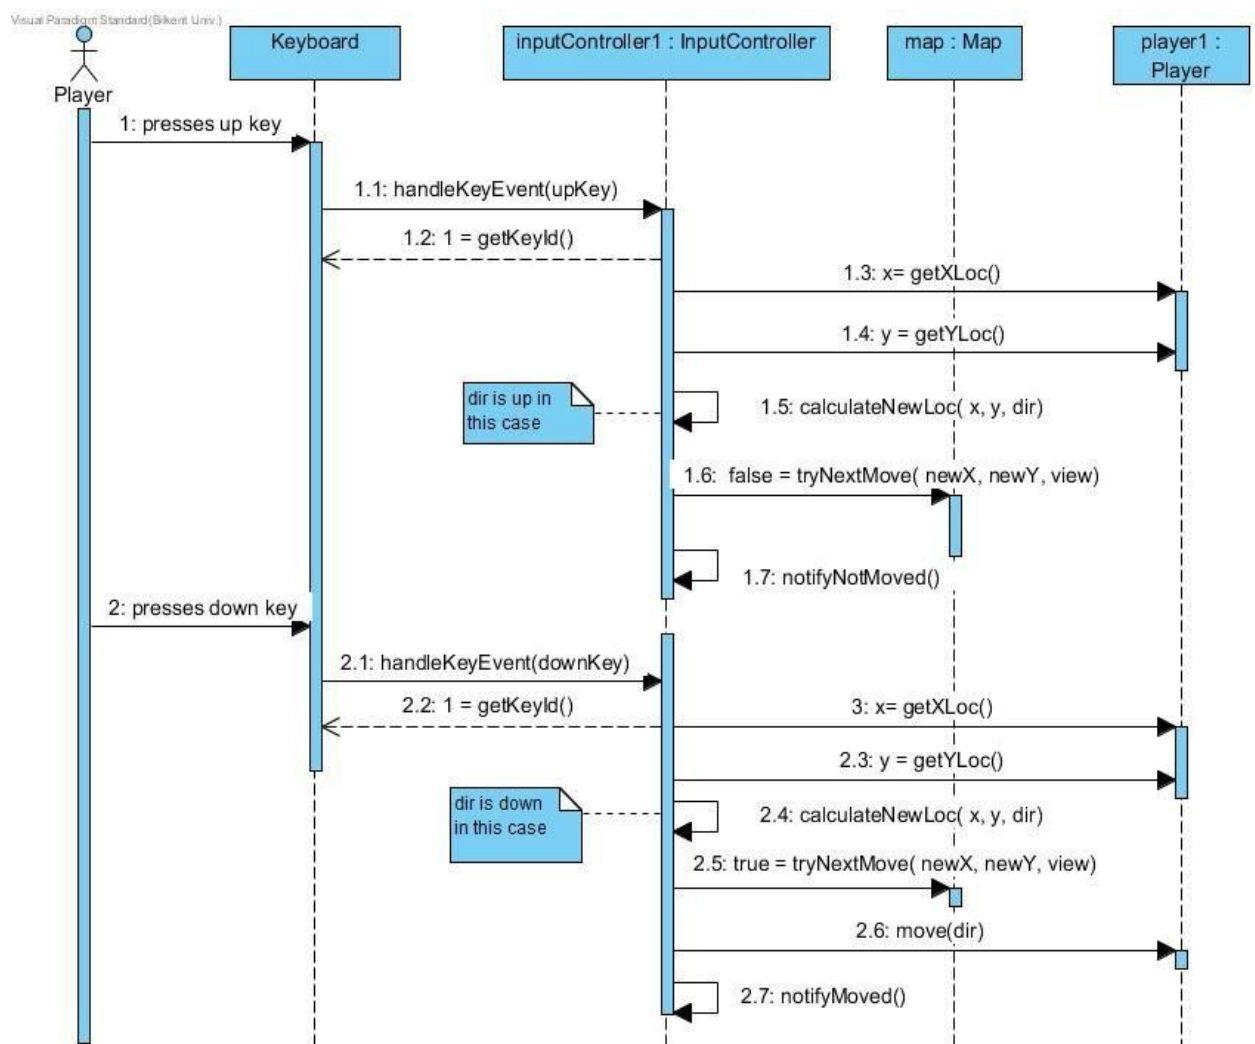 Visual Paradigm Standard(Bilkent Univ.)
Player
Keyboard
inputController1 : InputController
map : Map
player1 :
Player
1: presses up key
1.1: handleKeyEvent(upKey)
1.2: 1 = getKeyId()
1.3: x= getXLoc()
1.4: y = getYLoc()
dir is up in
this case
1.5: calculateNewLoc( x, y, dir)
1.6:  false = tryNextMove( newX, newY, view)
1.7: notifyNotMoved()
2: presses down key
2.1: handleKeyEvent(downKey)
2.2: 1 = getKeyId()
3: x= getXLoc()
2.3: y = getYLoc()
dir is down
in this case
2.4: calculateNewLoc( x, y, dir)
2.5: true = tryNextMove( newX, newY, view)
2.6: move(dir)
2.7: notifyMoved()